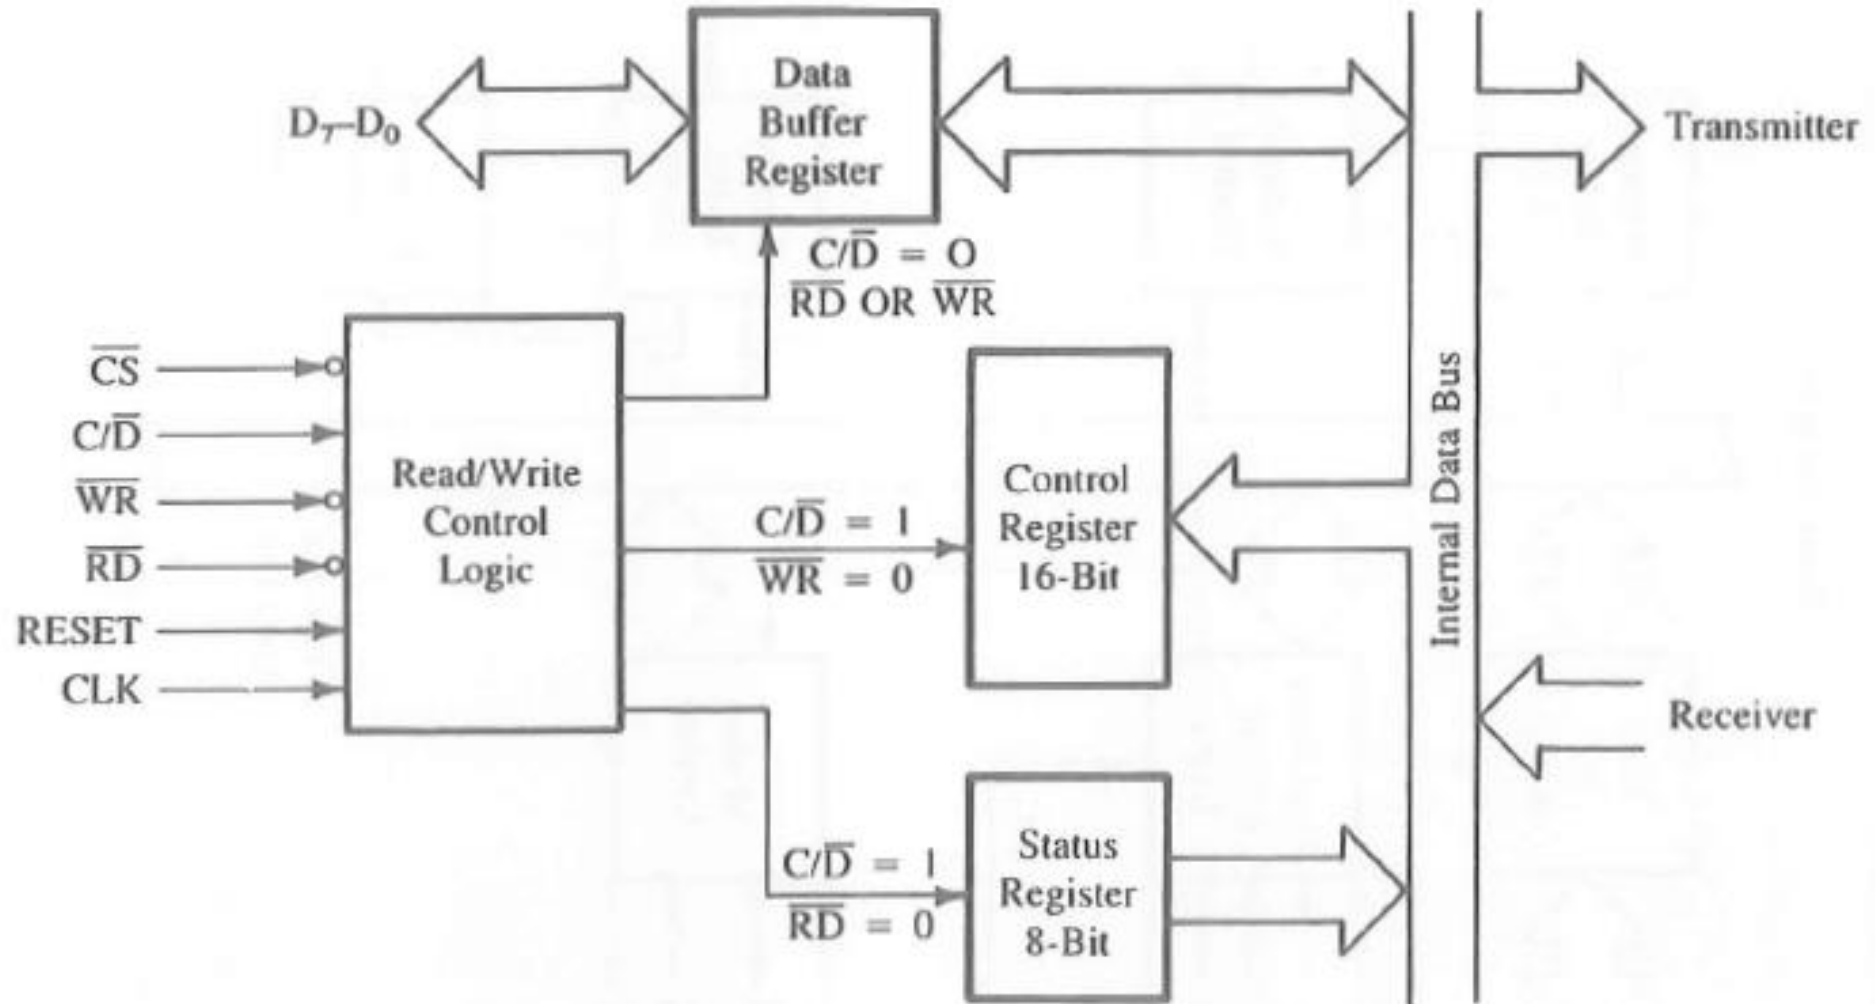 Data
Buffer
Register
D₇–D₀
Transmitter
C/D̅ = O
R̅D̅ OR W̅R̅
C̅S̅
C/D̅
W̅R̅
R̅D̅
RESET
CLK
Read/Write
Control
Logic
C/D̅ = 1
W̅R̅ = 0
Control
Register
16-Bit
Internal Data Bus
Receiver
C/D̅ = 1
R̅D̅ = 0
Status
Register
8-Bit